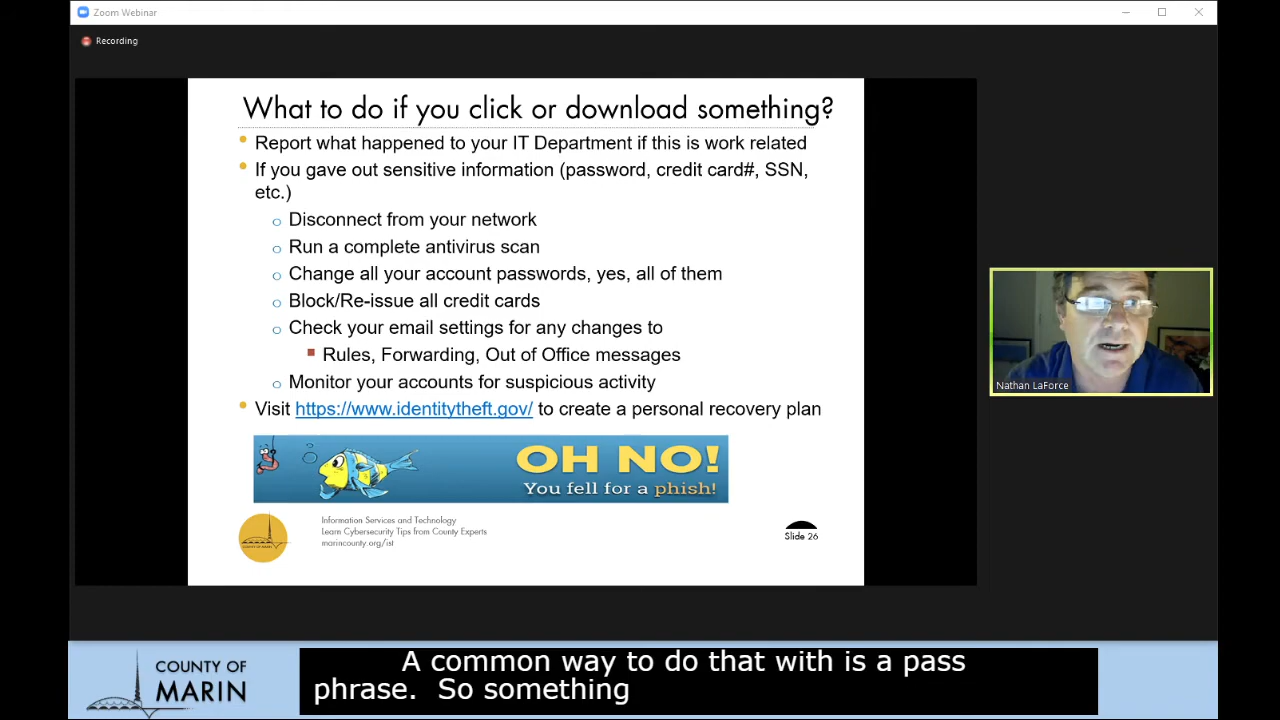 Zoom Webinar
Recording
What to do if you click or download something?
• Report what happened to your IT Department if this is work related
• If you gave out sensitive information (password, credit card#, SSN,
etc.)
o Disconnect from your network
o Run a complete antivirus scan
o Change all your account passwords, yes, all of them
o Block/Re-issue all credit cards
o Check your email settings for any changes to
▪ Rules, Forwarding, Out of Office messages
o Monitor your accounts for suspicious activity
• Visit https://www.identitytheft.gov/ to create a personal recovery plan
OH NO!
You fell for a phish!
Nathan LaForce
Information Services and Technology
Learn Cybersecurity Tips from County Experts
marincounty.org/ist
COUNTY OF MARIN
Slide 26
COUNTY OF
MARIN
A common way to do that with is a pass
phrase. So something